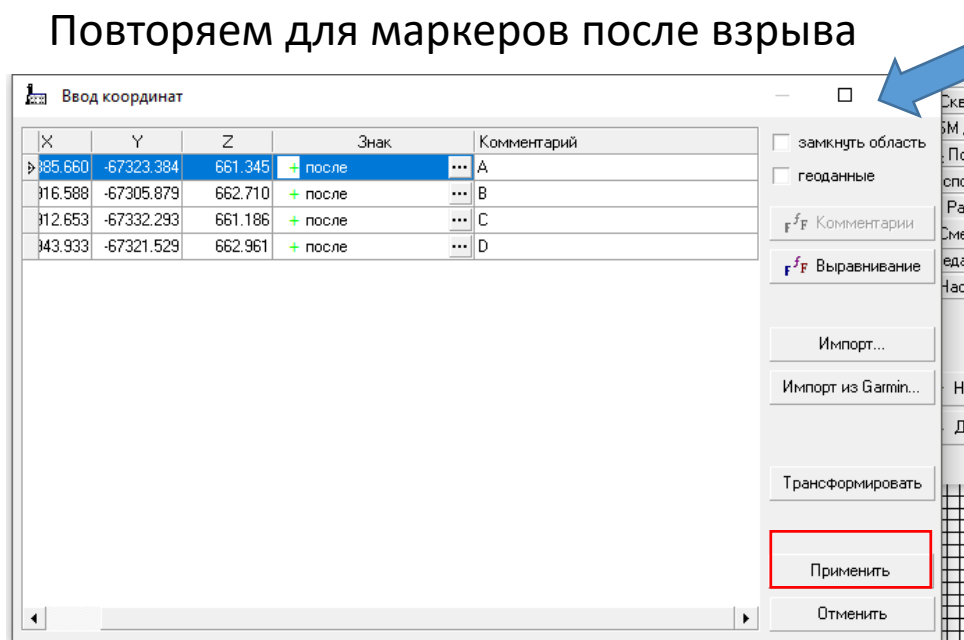 Повторяем для маркеров после взрыва
Ввод координат
X Y Z Знак Комментарий
-67323.384 661.345 + после ... A
-67305.879 662.710 + после ... B
-67332.293 661.186 + после ... C
-67321.529 662.961 + после ... D
замкнуть область
геоданные
Комментарии
Выравнивание
Импорт...
Импорт из Garmin...
Трансформировать
Применить
Отменить